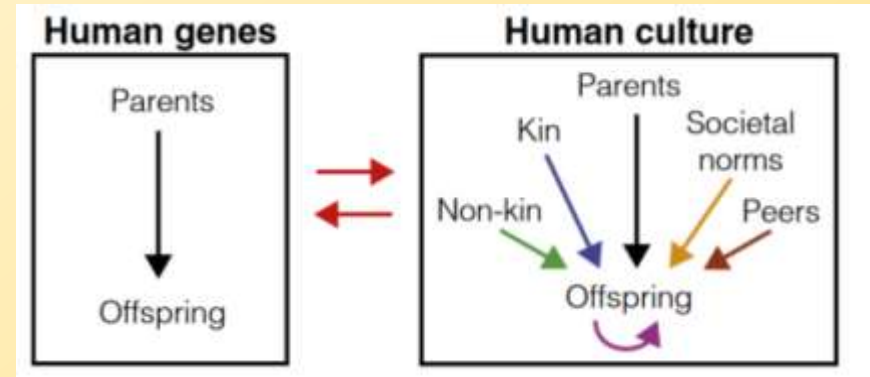 Human genes
Parents
Offspring
Human culture
Parents
Kin
Societal
norms
Non-kin
Peers
Offspring